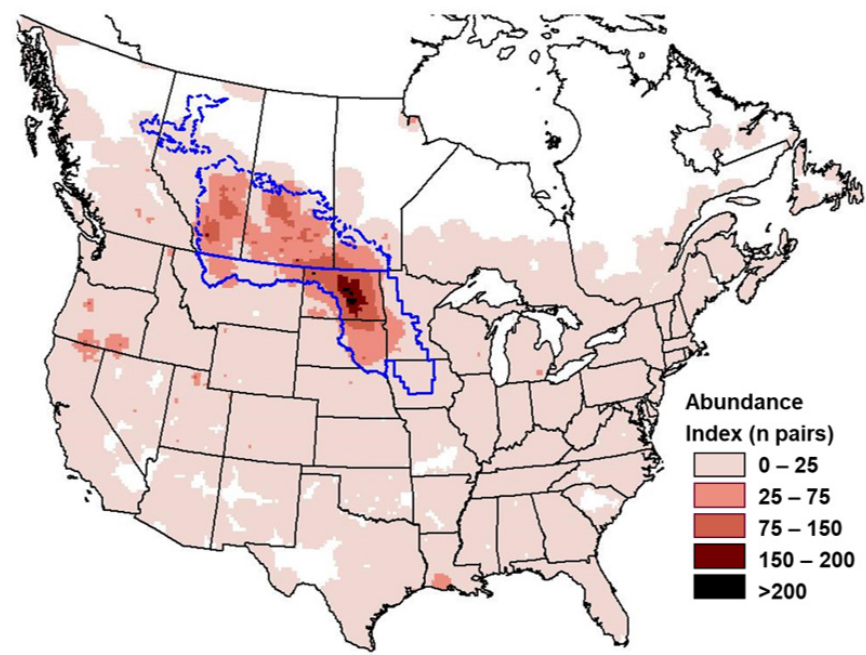 Abundance
Index (n pairs)
0 – 25
25 – 75
75 – 150
150 – 200
>200